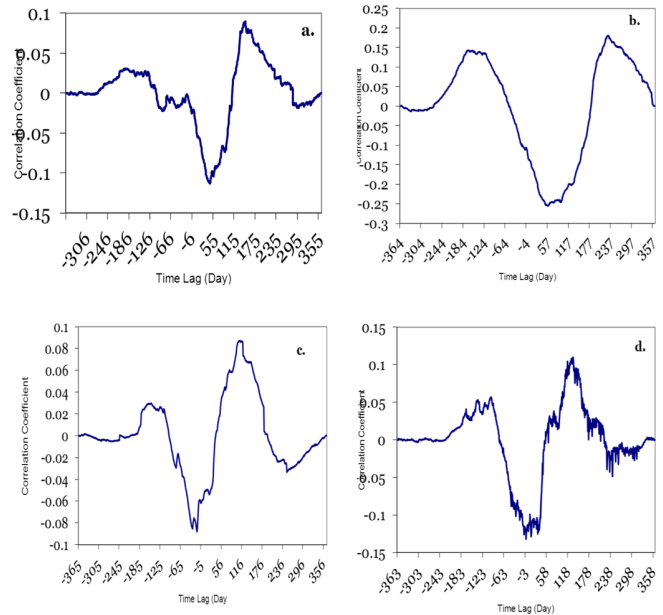 a.
Correlation Coefficient
0.1
0.05
0
-0.05
-0.1
-0.15
-306 -246 -186 -126 -66 -6 55 115 175 235 295 355
Time Lag (Day)
b.
0.25
0.2
0.15
0.1
0.05
0
-0.05
-0.1
-0.15
-0.2
-0.25
-0.3
-364 -304 -244 -184 -124 -64 -4 57 117 177 237 297 357
Time Lag (Day)
c.
Correlation Coefficient
0.1
0.08
0.06
0.04
0.02
0
-0.02
-0.04
-0.06
-0.08
-0.1
-365 -305 -245 -185 -125 -65 -5 56 116 176 236 296 356
Time Lag (Day)
d.
Correlation Coefficient
0.15
0.1
0.05
0
-0.05
-0.1
-0.15
-363 -303 -243 -183 -123 -63 -3 58 118 178 238 298 358
Time Lag (Day)